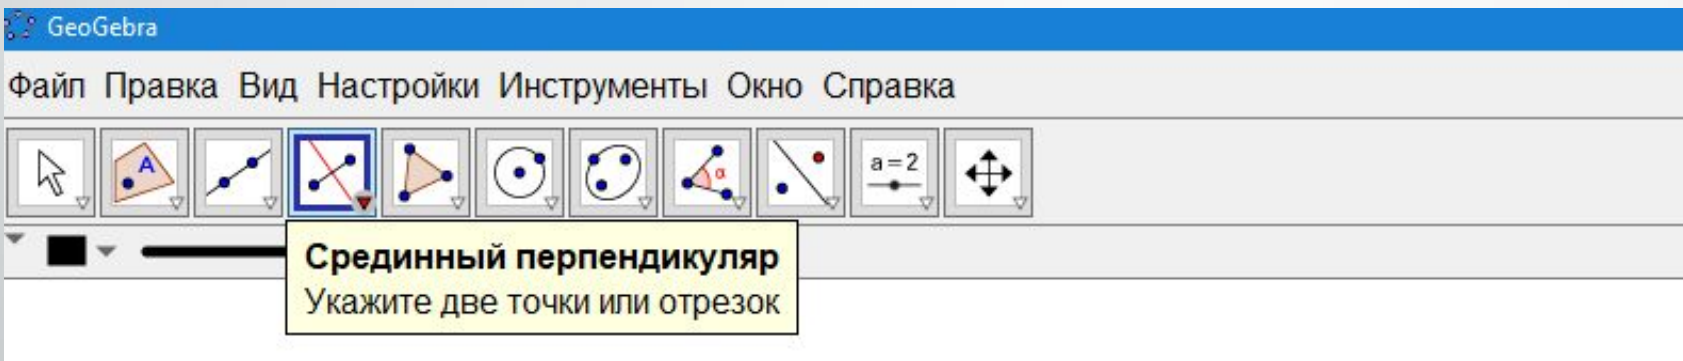 GeoGebra
Файл Правка Вид Настройки Инструменты Окно Справка
A
α
a=2
Срединный перпендикуляр
Укажите две точки или отрезок